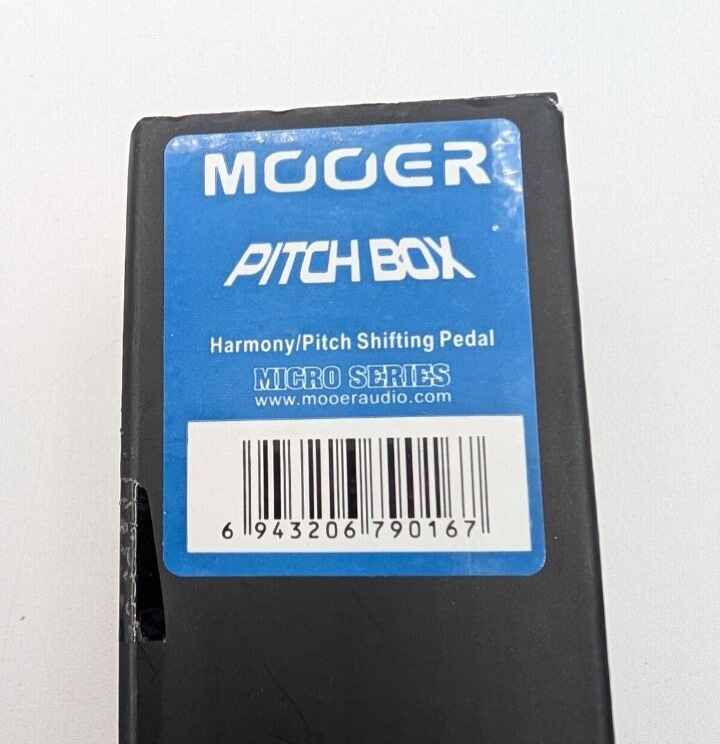 MOOER
PITCH BOX
Harmony/Pitch Shifting Pedal
MICRO SERIES
www.mooeraudio.com
6 943206 790167